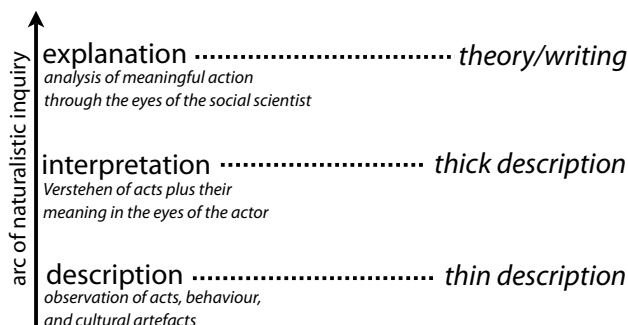 explanation ............................................... theory/writing
analysis of meaningful action
through the eyes of the social scientist
interpretation ..................................... thick description
Verstehen of acts plus their
meaning in the eyes of the actor
description ............................................ thin description
observation of acts, behaviour,
and cultural artefacts
arc of naturalistic inquiry